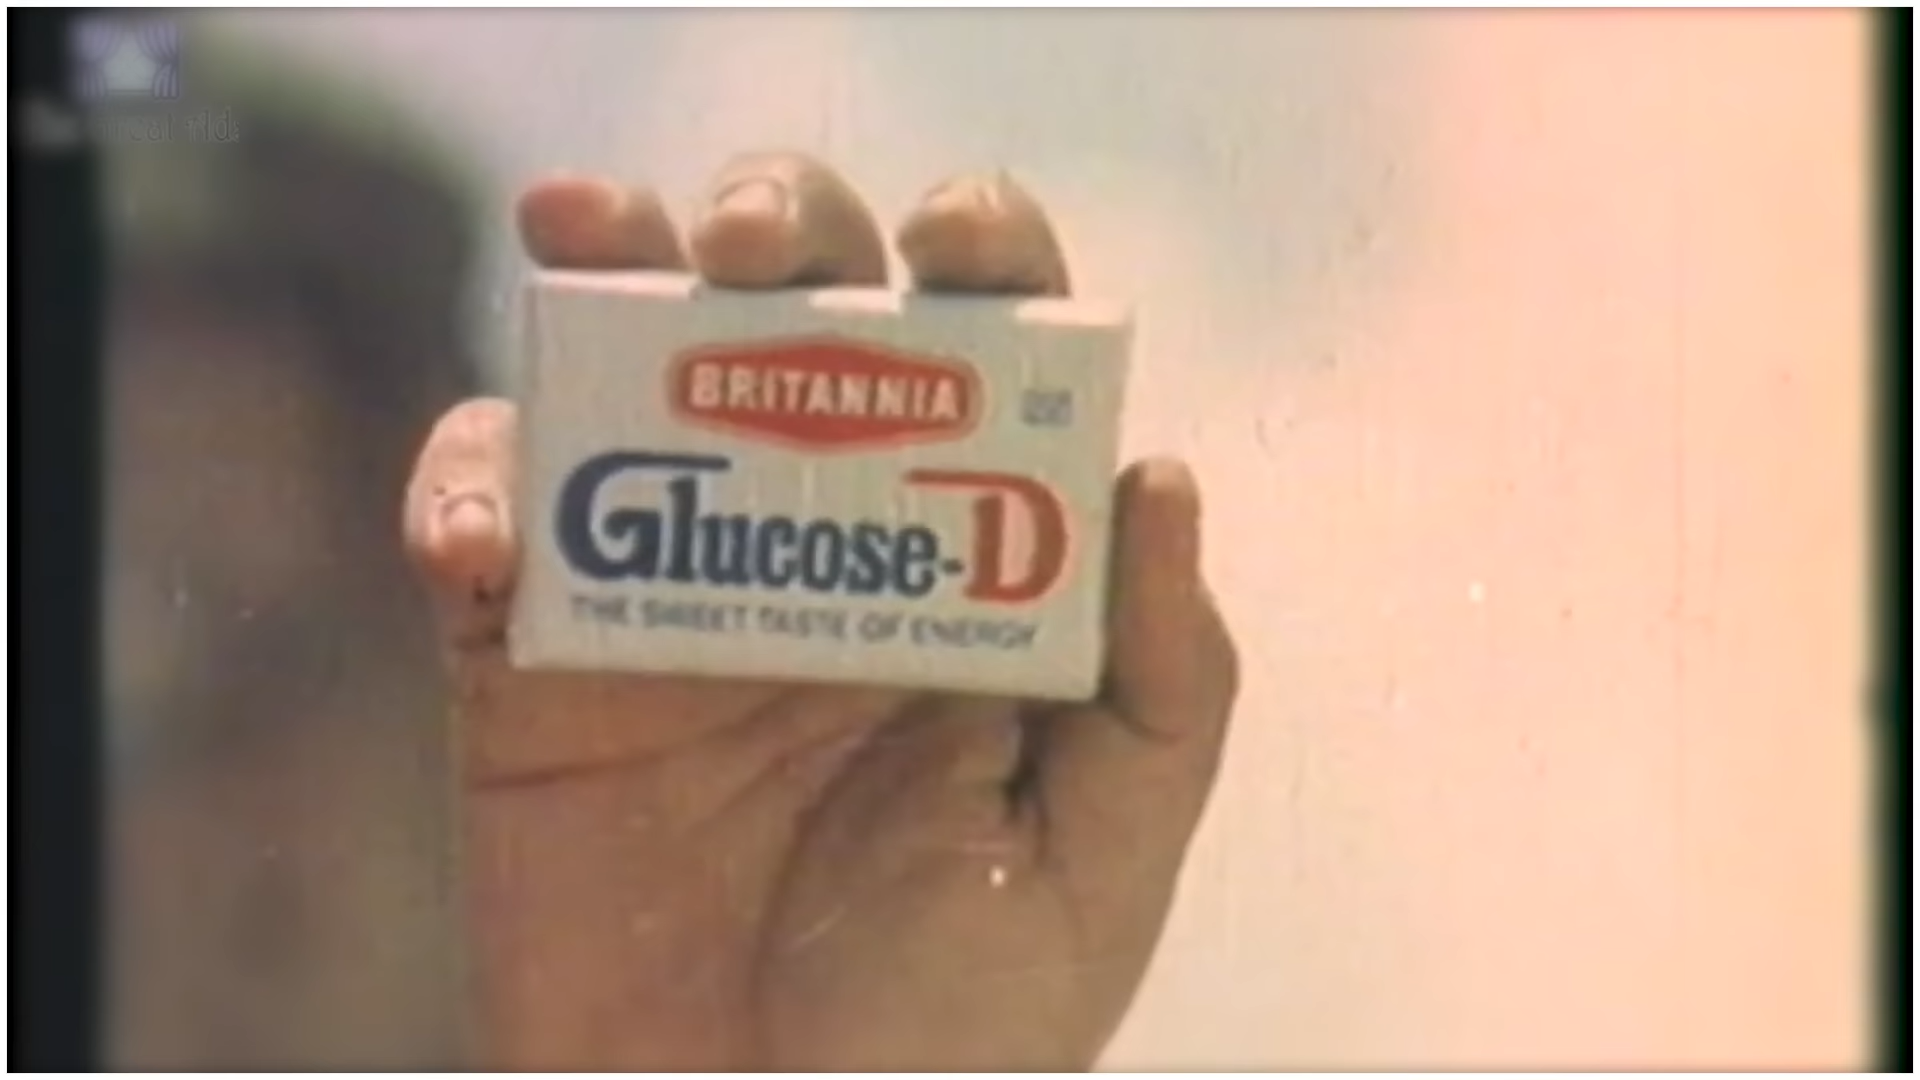 BRITANNIA
Glucose-D
THE SWEET TASTE OF ENERGY